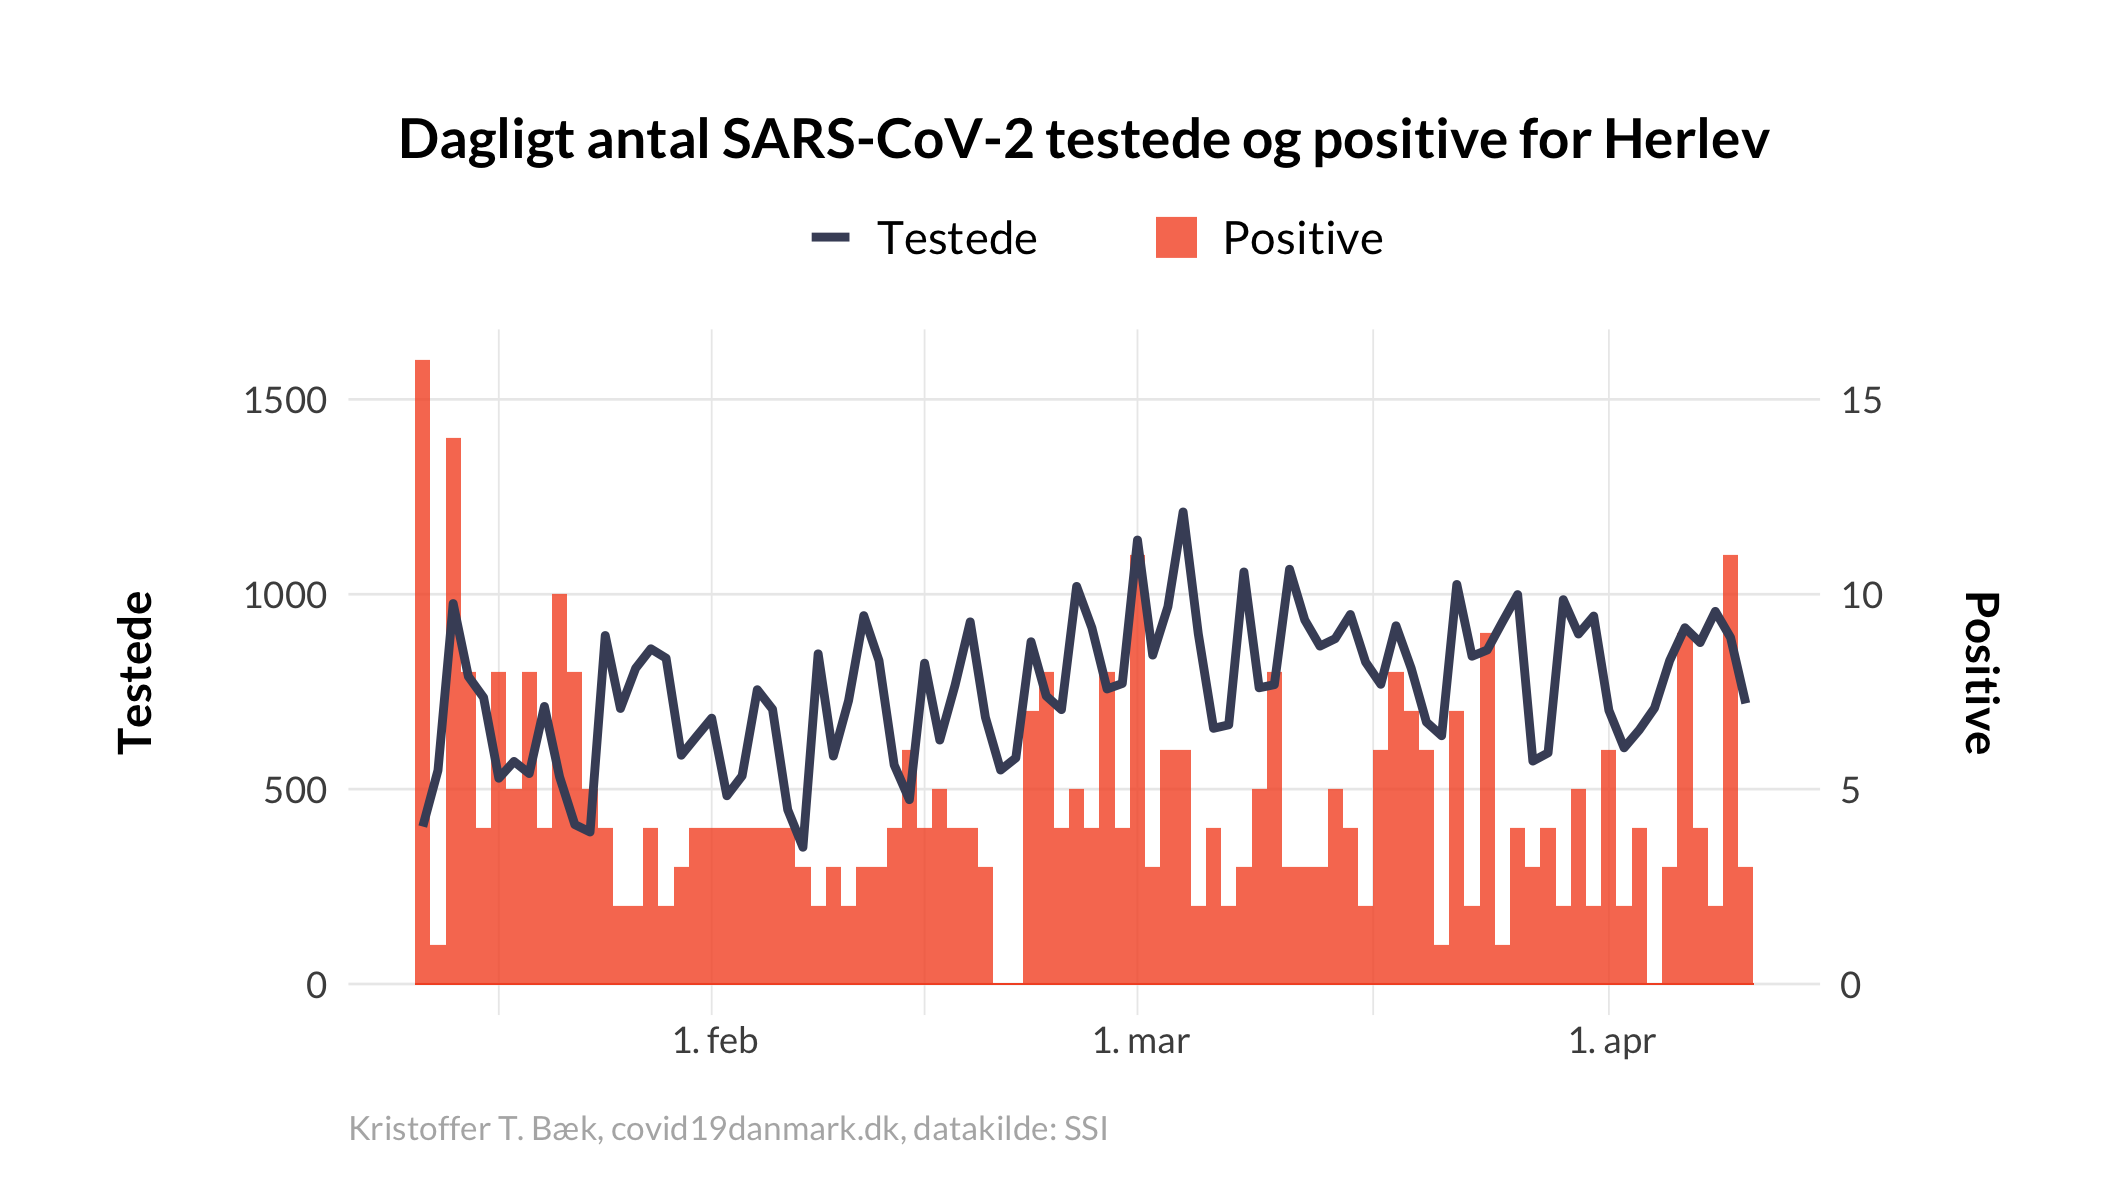 Dagligt antal SARS-CoV-2 testede og positive for Herlev
Testede Positive
1500 15
1000 10
500 5
0 0
Testede
Positive
1. feb 1. mar 1. apr
Kristoffer T. Bæk, covid19danmark.dk, datakilde: SSI